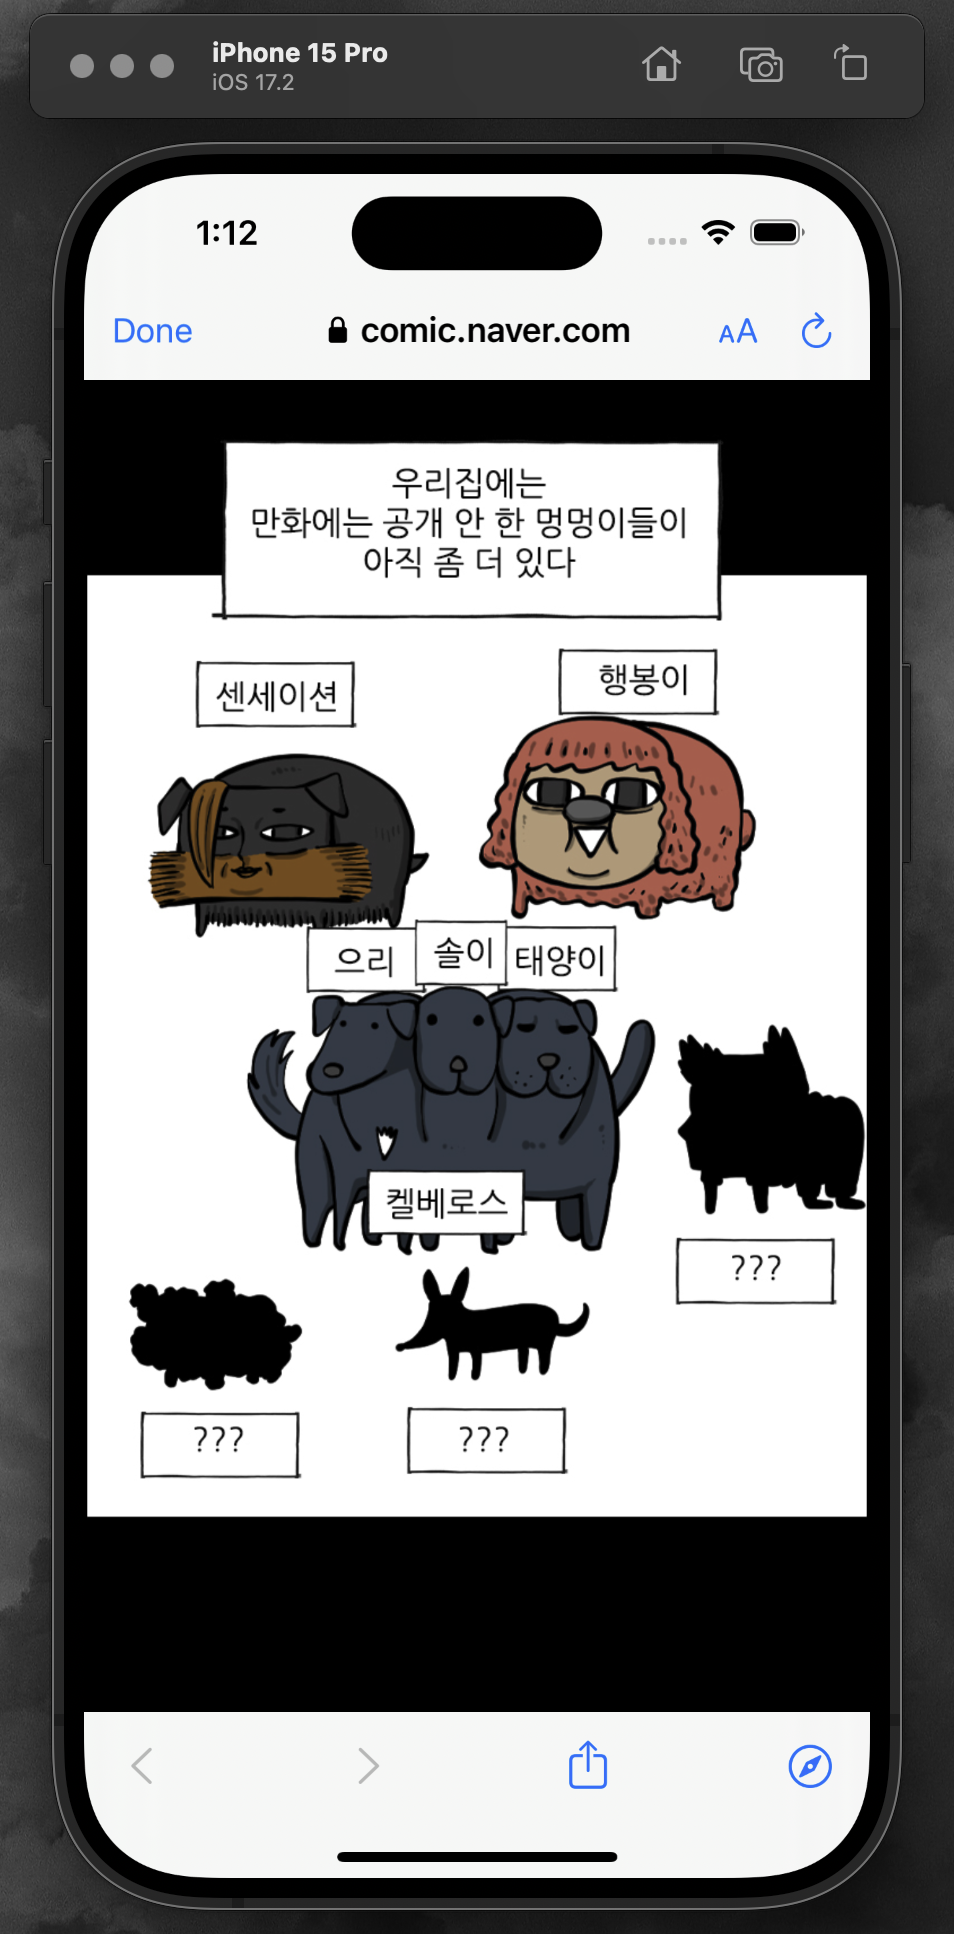 iPhone 15 Pro
iOS 17.2
1:12
Done
comic.naver.com
AA
우리집에는
만화에는 공개 안 한 멍멍이들이
아직 좀 더 있다
센세이션
행봉이
으리
솔이
태양이
켈베로스
???
???
???